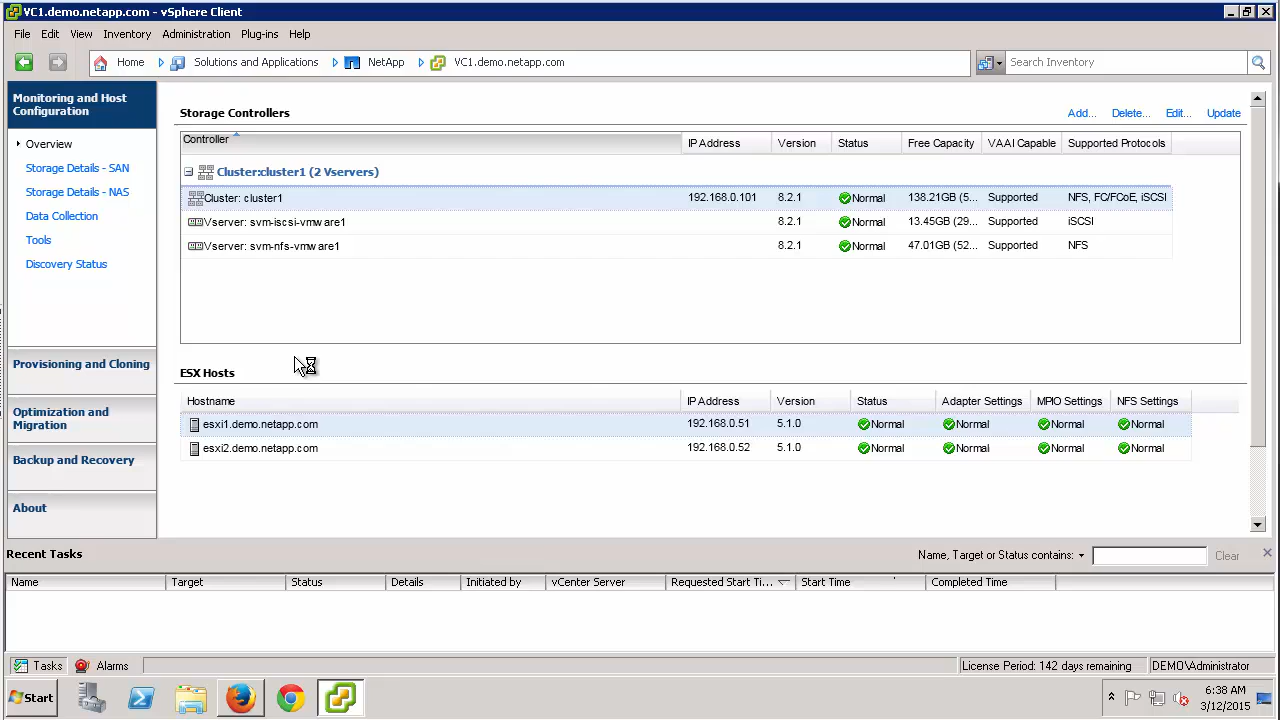 VC1.demo.netapp.com - vSphere Client
File Edit View Inventory Administration Plug-ins Help
Home Solutions and Applications NetApp VC1.demo.netapp.com Search Inventory
Monitoring and Host
Configuration
Overview
Storage Details - SAN
Storage Details - NAS
Data Collection
Tools
Discovery Status
Provisioning and Cloning
Optimization and
Migration
Backup and Recovery
About
Storage Controllers Add... Delete... Edit... Update
Controller IP Address Version Status Free Capacity VAAI Capable Supported Protocols
Cluster:cluster1 (2 Vservers)
Cluster: cluster1 192.168.0.101 8.2.1 Normal 138.21GB (5... Supported NFS, FC/FCoE, iSCSI
Vserver: svm-iscsi-vmware1 8.2.1 Normal 13.45GB (29... Supported iSCSI
Vserver: svm-nfs-vmware1 8.2.1 Normal 47.01GB (52... Supported NFS
ESX Hosts
Hostname IP Address Version Status Adapter Settings MPIO Settings NFS Settings
esxi1.demo.netapp.com 192.168.0.51 5.1.0 Normal Normal Normal Normal
esxi2.demo.netapp.com 192.168.0.52 5.1.0 Normal Normal Normal Normal
Recent Tasks Name, Target or Status contains: Clear
Name Target Status Details Initiated by vCenter Server Requested Start Ti... Start Time Completed Time
Tasks Alarms License Period: 142 days remaining DEMO\Administrator
Start 6:38 AM
3/12/2015